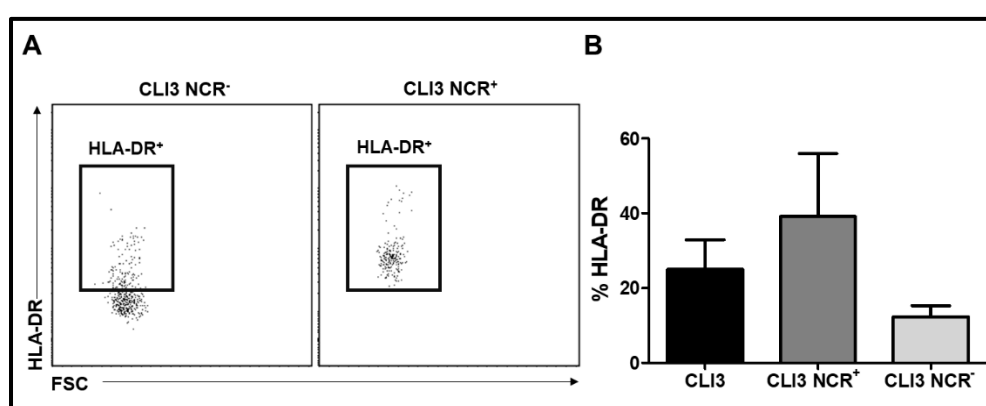 A
CLI3 NCR⁻
CLI3 NCR⁺
HLA-DR⁺
HLA-DR⁺
HLA-DR
FSC
B
% HLA-DR
60
40
20
0
CLI3
CLI3 NCR⁺
CLI3 NCR⁻